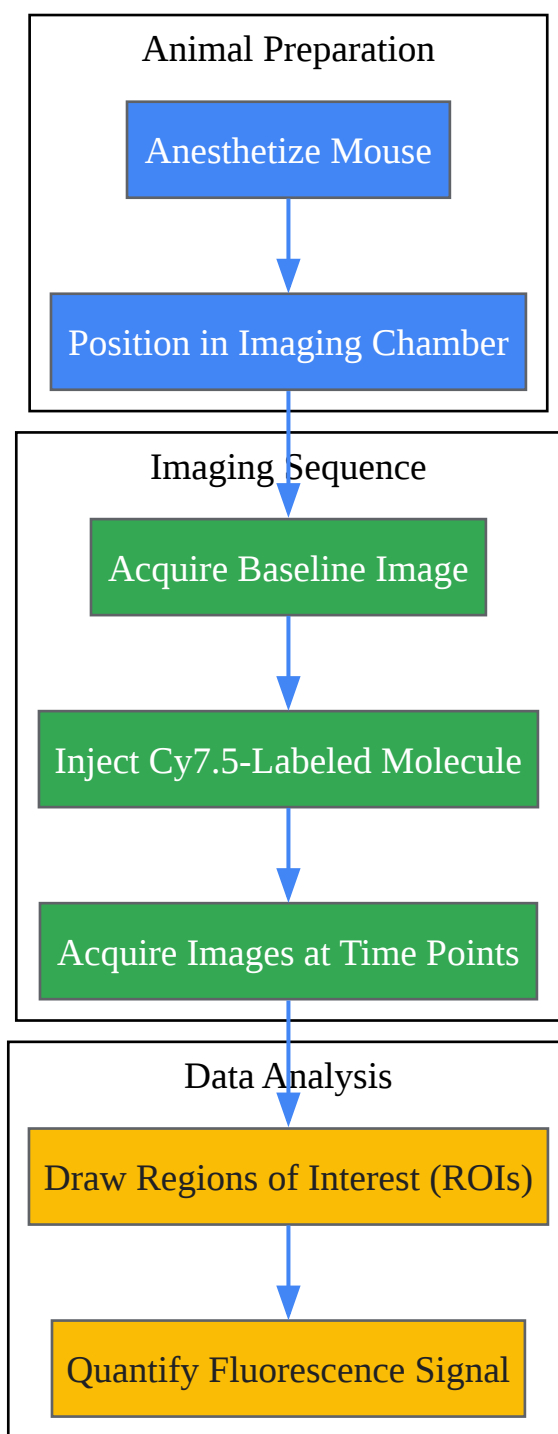 Animal Preparation
Anesthetize Mouse
Position in Imaging Chamber
Imaging Sequence
Acquire Baseline Image
Inject Cy7.5-Labeled Molecule
Acquire Images at Time Points
Data Analysis
Draw Regions of Interest (ROIs)
Quantify Fluorescence Signal